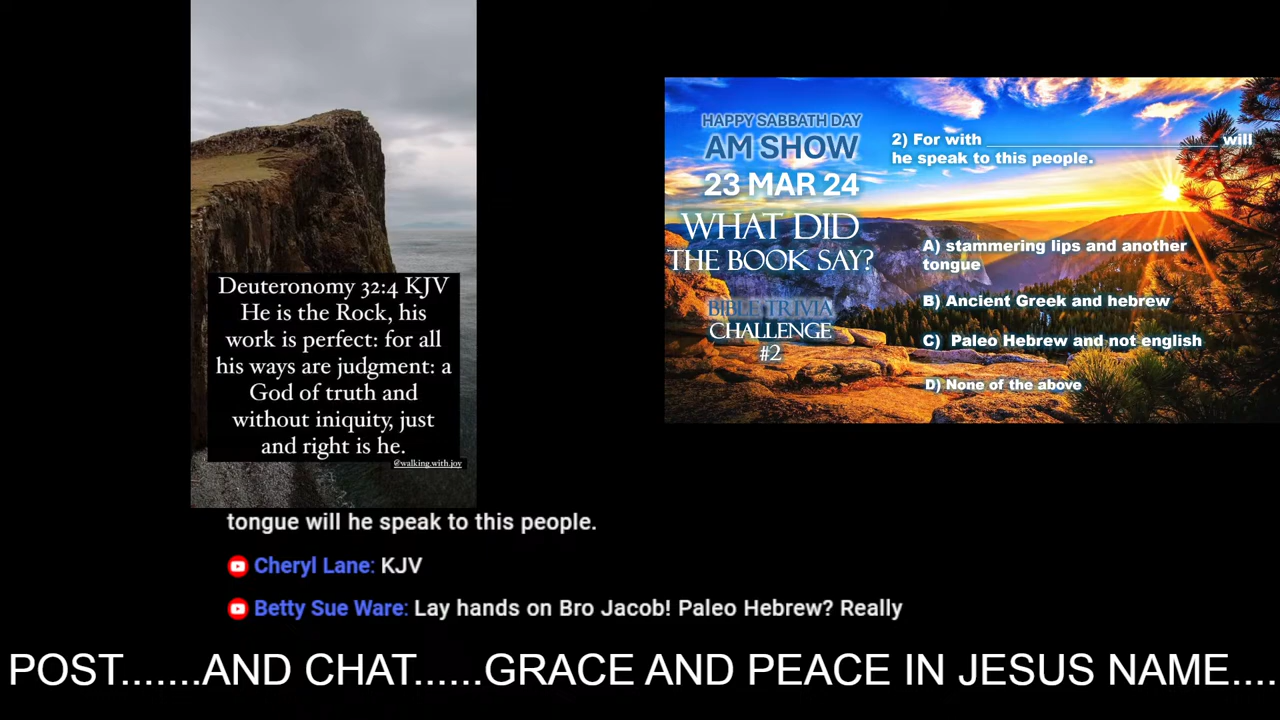 Deuteronomy 32:4 KJV
He is the Rock, his
work is perfect: for all
his ways are judgment: a
God of truth and
without iniquity, just
and right is he.
@walking.with.joy
HAPPY SABBATH DAY
AM SHOW
23 MAR 24
WHAT DID
THE BOOK SAY?
BIBLE TRIVIA
CHALLENGE
#2
2) For with ______________________________ will
he speak to this people.
A) stammering lips and another
tongue
B) Ancient Greek and hebrew
C) Paleo Hebrew and not english
D) None of the above
tongue will he speak to this people.
Cheryl Lane: KJV
Betty Sue Ware: Lay hands on Bro Jacob! Paleo Hebrew? Really
POST.......AND CHAT......GRACE AND PEACE IN JESUS NAME....